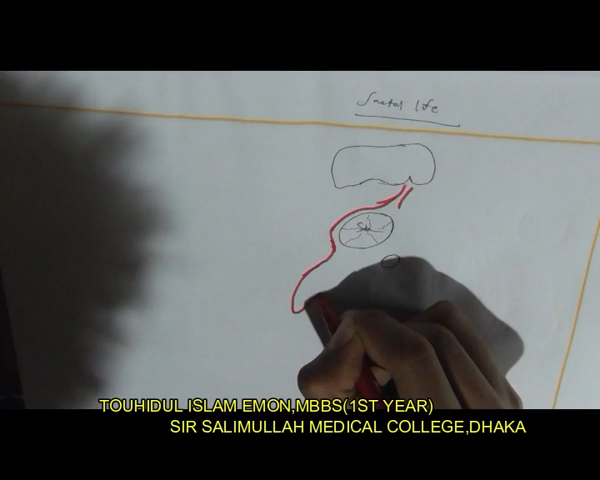 Foetal life
TOUHIDUL ISLAM EMON,MBBS(1ST YEAR)
SIR SALIMULLAH MEDICAL COLLEGE,DHAKA